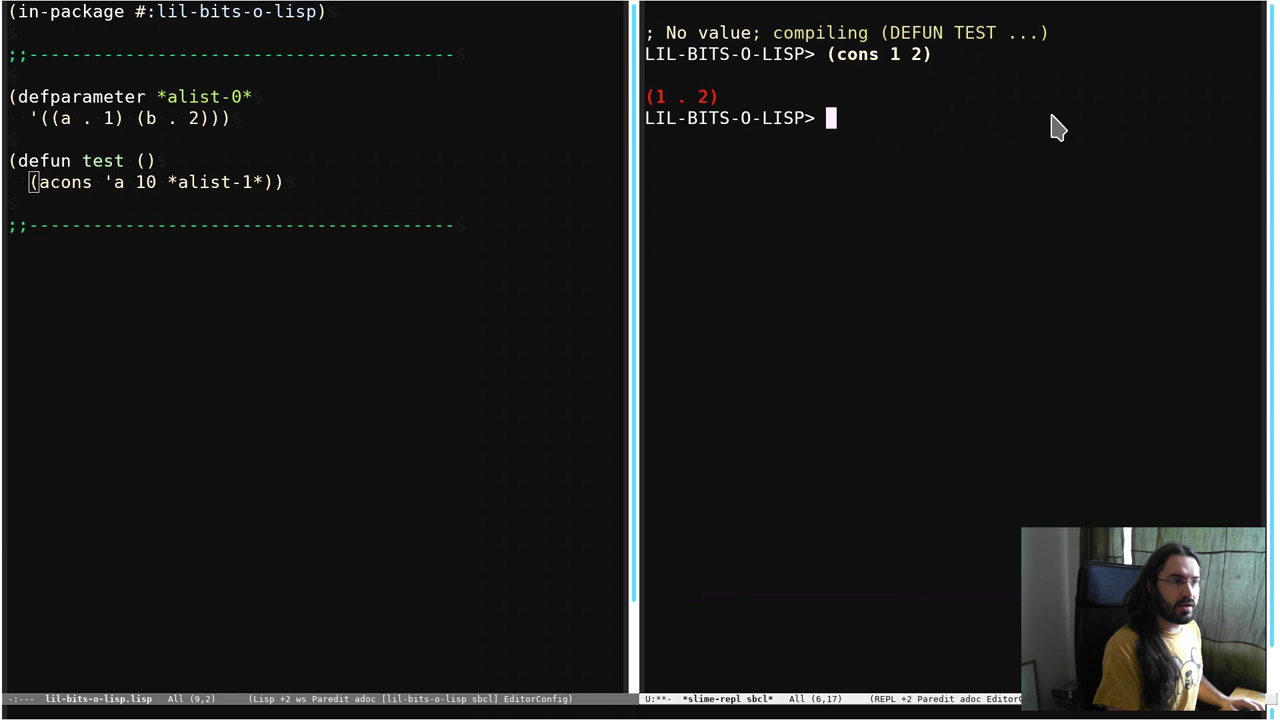 (in-package #:lil-bits-o-lisp)
;;----------------------------------------
(defparameter *alist-0*
'((a . 1) (b . 2)))
(defun test ()
(acons 'a 10 *alist-1*))
;;----------------------------------------
-:--- lil-bits-o-lisp.lisp All (9,2) (Lisp +2 ws Paredit adoc [lil-bits-o-lisp sbcl] EditorConfig)
; No value; compiling (DEFUN TEST ...)
LIL-BITS-O-LISP> (cons 1 2)
(1 . 2)
LIL-BITS-O-LISP>
U:**- *slime-repl sbcl* All (6,17) (REPL +2 Paredit adoc